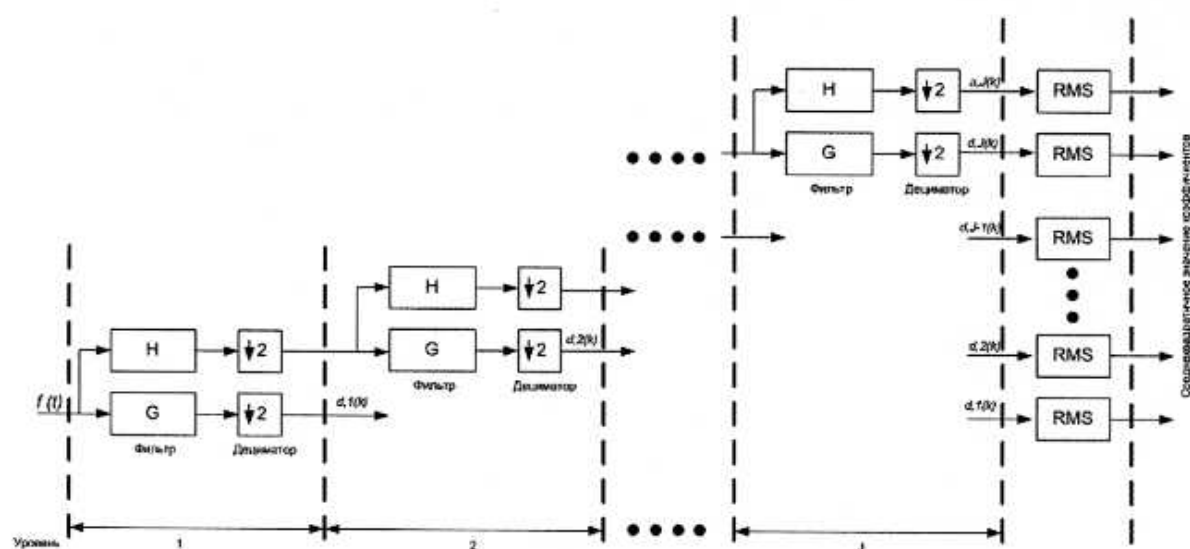 H
↓2
a,J(k)
RMS
G
↓2
d,J(k)
RMS
Фильтр
Дециматор
d,J-1(k)
RMS
H
↓2
H
↓2
G
↓2
d,2(k)
d,2(k)
RMS
Фильтр
Дециматор
f (t)
G
↓2
d,1(k)
d,1(k)
RMS
Фильтр
Дециматор
Среднеквадратичное значение коэффициентов
Уровень
1
2